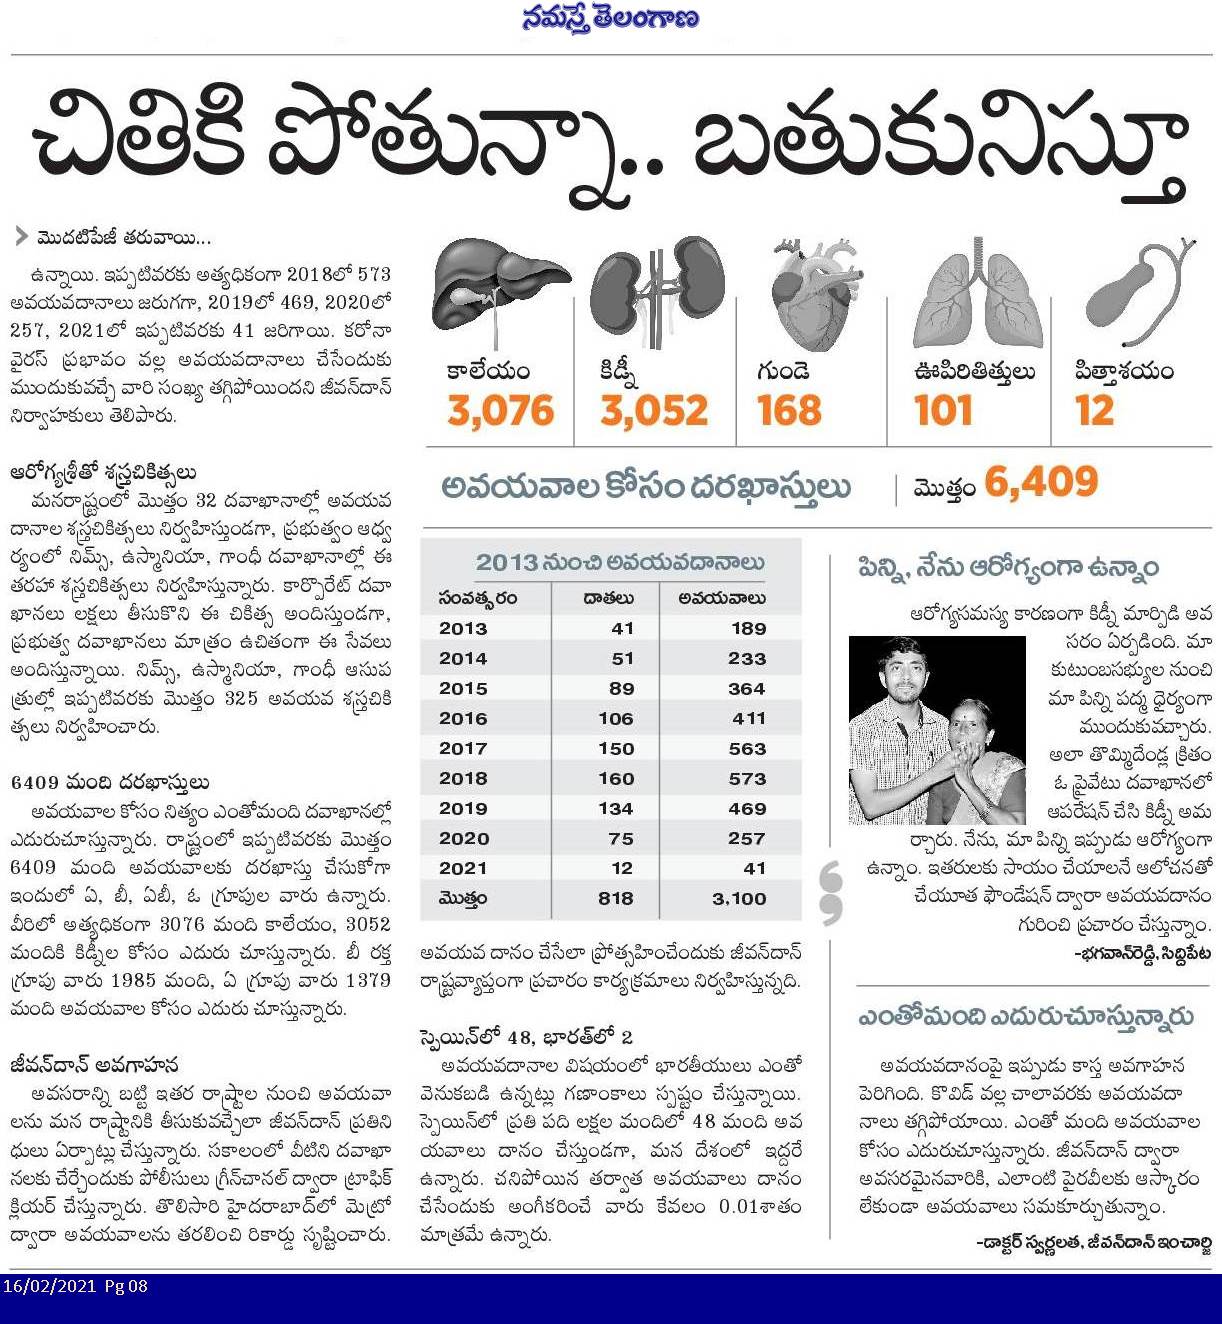 నమస్తే తెలంగాణ
చితికి పోతున్నా.. బతుకునిస్తూ
మొదటిపేజీ తరువాయి...
ఉన్నాయి. ఇప్పటివరకు అత్యధికంగా 2018లో 573
అవయవదానాలు జరుగగా, 2019లో 469, 2020లో
257, 2021లో ఇప్పటివరకు 41 జరిగాయి. కరోనా
వైరస్ ప్రభావం వల్ల అవయవదానాలు చేసేందుకు
ముందుకువచ్చే వారి సంఖ్య తగ్గిపోయిందని జీవన్‌దాన్
నిర్వాహకులు తెలిపారు.
ఆరోగ్యశ్రీతో శస్త్రచికిత్సలు
మనరాష్ట్రంలో మొత్తం 32 దవాఖానాల్లో అవయవ
దానాల శస్త్రచికిత్సలు నిర్వహిస్తుండగా, ప్రభుత్వం ఆధ్వ
ర్యంలో నిమ్స్, ఉస్మానియా, గాంధీ దవాఖానాల్లో ఈ
తరహా శస్త్రచికిత్సలు నిర్వహిస్తున్నారు. కార్పొరేట్ దవా
ఖానలు లక్షలు తీసుకొని ఈ చికిత్స అందిస్తుండగా,
ప్రభుత్వ దవాఖానలు మాత్రం ఉచితంగా ఈ సేవలు
అందిస్తున్నాయి. నిమ్స్, ఉస్మానియా, గాంధీ ఆసుప
త్రుల్లో ఇప్పటివరకు మొత్తం 325 అవయవ శస్త్రచికి
త్సలు నిర్వహించారు.
6409 మంది దరఖాస్తులు
అవయవాల కోసం నిత్యం ఎంతోమంది దవాఖానల్లో
ఎదురుచూస్తున్నారు. రాష్ట్రంలో ఇప్పటివరకు మొత్తం
6409 మంది అవయవాలకు దరఖాస్తు చేసుకోగా
ఇందులో ఏ, బీ, ఏబీ, ఓ గ్రూపుల వారు ఉన్నారు.
వీరిలో అత్యధికంగా 3076 మంది కాలేయం, 3052
మందికి కిడ్నీల కోసం ఎదురు చూస్తున్నారు. బీ రక్త
గ్రూపు వారు 1985 మంది, ఏ గ్రూపు వారు 1379
మంది అవయవాల కోసం ఎదురు చూస్తున్నారు.
జీవన్‌దాన్ అవగాహన
అవసరాన్ని బట్టి ఇతర రాష్ట్రాల నుంచి అవయవా
లను మన రాష్ట్రానికి తీసుకువచ్చేలా జీవన్‌దాన్ ప్రతిని
ధులు ఏర్పాట్లు చేస్తున్నారు. సకాలంలో వీటిని దవాఖా
నలకు చేర్చేందుకు పోలీసులు గ్రీన్‌చానల్ ద్వారా ట్రాఫిక్
క్లియర్ చేస్తున్నారు. తొలిసారి హైదరాబాద్‌లో మెట్రో
ద్వారా అవయవాలను తరలించి రికార్డు సృష్టించారు.
కాలేయం
3,076
కిడ్నీ
3,052
గుండె
168
ఊపిరితిత్తులు
101
పిత్తాశయం
12
అవయవాల కోసం దరఖాస్తులు
మొత్తం 6,409
2013 నుంచి అవయవదానాలు
సంవత్సరం దాతలు అవయవాలు
2013 41 189
2014 51 233
2015 89 364
2016 106 411
2017 150 563
2018 160 573
2019 134 469
2020 75 257
2021 12 41
మొత్తం 818 3,100
అవయవ దానం చేసేలా ప్రోత్సహించేందుకు జీవన్‌దాన్
రాష్ట్రవ్యాప్తంగా ప్రచారం కార్యక్రమాలు నిర్వహిస్తున్నది.
స్పెయిన్‌లో 48, భారత్‌లో 2
అవయవదానాల విషయంలో భారతీయులు ఎంతో
వెనుకబడి ఉన్నట్లు గణాంకాలు స్పష్టం చేస్తున్నాయి.
స్పెయిన్‌లో ప్రతి పది లక్షల మందిలో 48 మంది అవ
యవాలు దానం చేస్తుండగా, మన దేశంలో ఇద్దరే
ఉన్నారు. చనిపోయిన తర్వాత అవయవాలు దానం
చేసేందుకు అంగీకరించే వారు కేవలం 0.01శాతం
మాత్రమే ఉన్నారు.
పిన్ని, నేను ఆరోగ్యంగా ఉన్నాం
ఆరోగ్యసమస్య కారణంగా కిడ్నీ మార్పిడి అవ
సరం ఏర్పడింది. మా
కుటుంబసభ్యుల నుంచి
మా పిన్ని పద్మ ధైర్యంగా
ముందుకువచ్చారు.
అలా తొమ్మిదేండ్ల క్రితం
ఓ ప్రైవేటు దవాఖానలో
ఆపరేషన్ చేసి కిడ్నీ అమ
ర్చారు. నేను, మా పిన్ని ఇప్పుడు ఆరోగ్యంగా
ఉన్నాం. ఇతరులకు సాయం చేయాలనే ఆలోచనతో
చేయూత ఫౌండేషన్ ద్వారా అవయవదానం
గురించి ప్రచారం చేస్తున్నాం.
-భగవాన్‌రెడ్డి, సిద్దిపేట
ఎంతోమంది ఎదురుచూస్తున్నారు
అవయవదానంపై ఇప్పుడు కాస్త అవగాహన
పెరిగింది. కొవిడ్ వల్ల చాలావరకు అవయవదా
నాలు తగ్గిపోయాయి. ఎంతో మంది అవయవాల
కోసం ఎదురుచూస్తున్నారు. జీవన్‌దాన్ ద్వారా
అవసరమైనవారికి, ఎలాంటి పైరవీలకు ఆస్కారం
లేకుండా అవయవాలు సమకూర్చుతున్నాం.
-డాక్టర్ స్వర్ణలత, జీవన్‌దాన్ ఇంచార్జి
16/02/2021 Pg 08